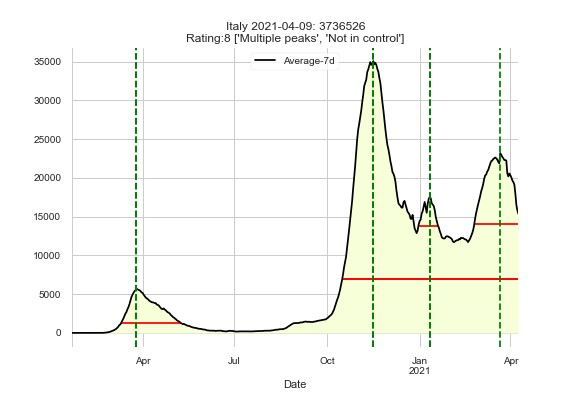 Italy 2021-04-09: 3736526
Rating:8 ['Multiple peaks', 'Not in control']
Average-7d
35000
30000
25000
20000
15000
10000
5000
0
Apr
Jul
Oct
Jan
2021
Apr
Date